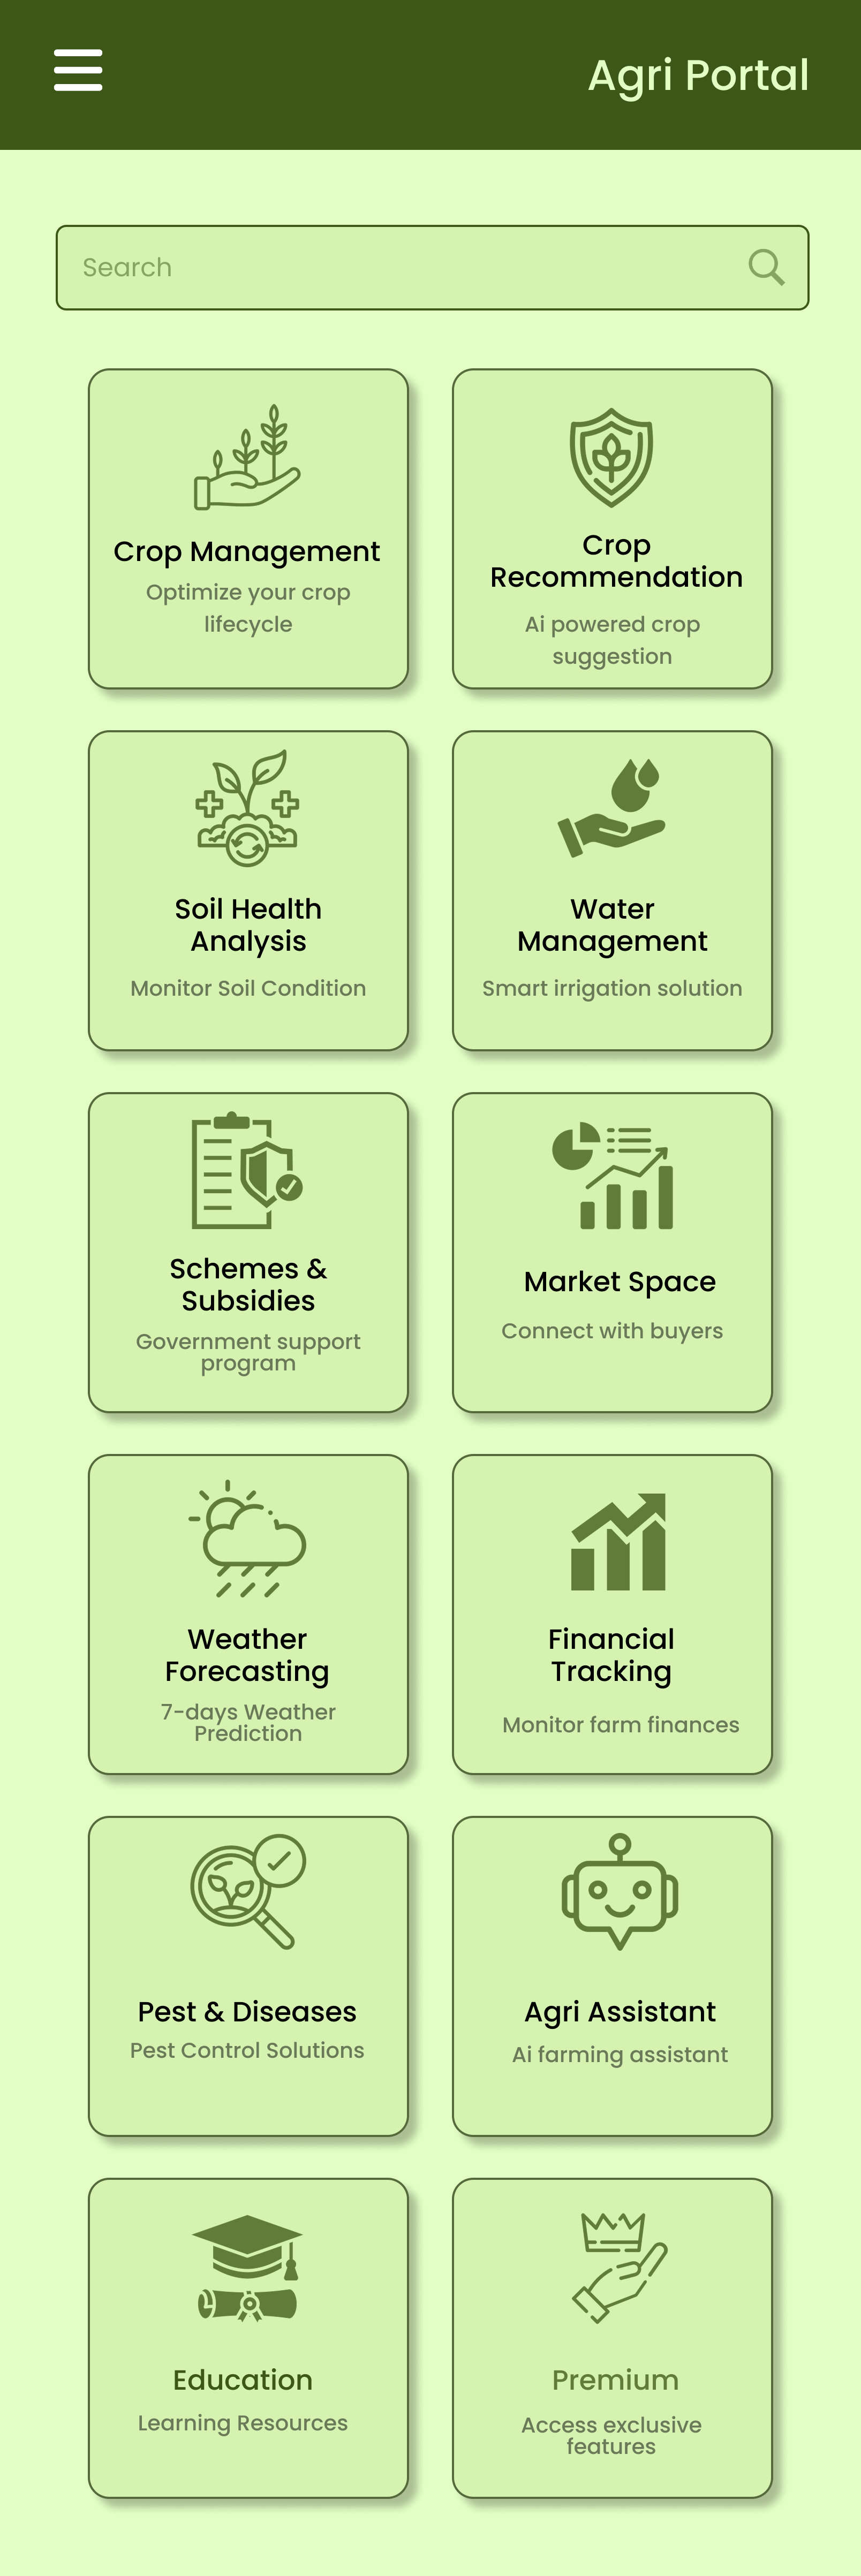 Agri Portal
Search
Crop Management
Optimize your crop
lifecycle
Crop
Recommendation
Ai powered crop
suggestion
Soil Health
Analysis
Monitor Soil Condition
Water
Management
Smart irrigation solution
Schemes &
Subsidies
Government support
program
Market Space
Connect with buyers
Weather
Forecasting
7-days Weather
Prediction
Financial
Tracking
Monitor farm finances
Pest & Diseases
Pest Control Solutions
Agri Assistant
Ai farming assistant
Education
Learning Resources
Premium
Access exclusive
features